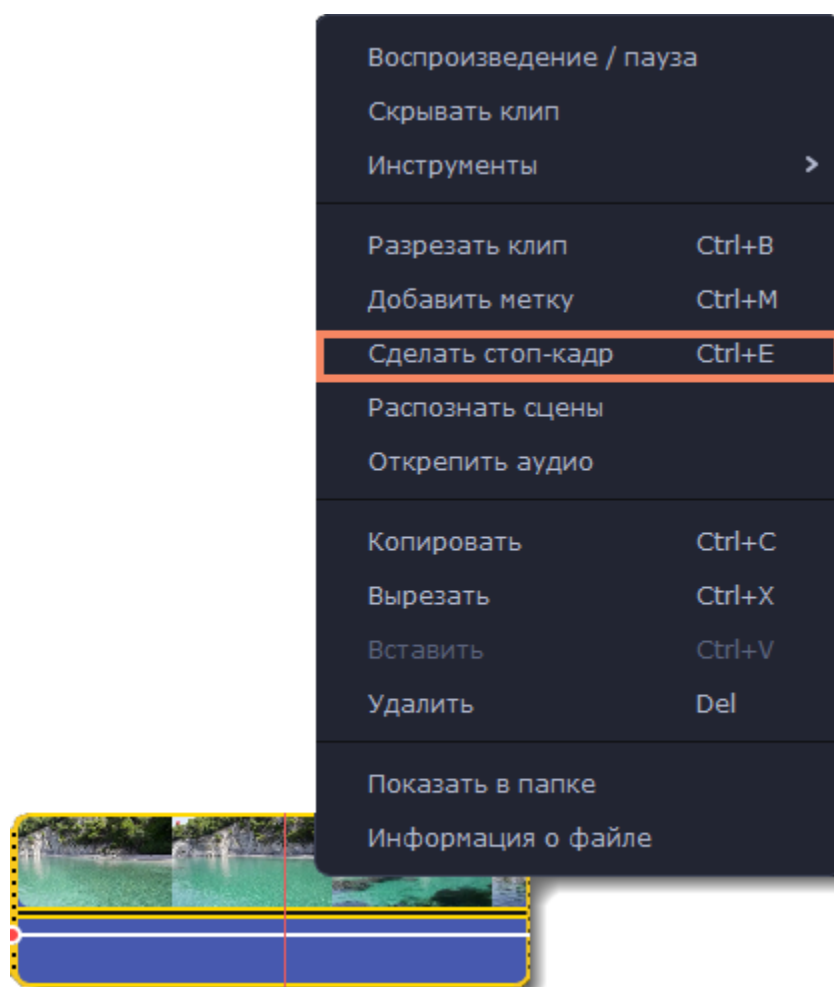 Воспроизведение / пауза
Скрывать клип
Инструменты >
Разрезать клип Ctrl+B
Добавить метку Ctrl+M
Сделать стоп-кадр Ctrl+E
Распознать сцены
Открепить аудио
Копировать Ctrl+C
Вырезать Ctrl+X
Вставить Ctrl+V
Удалить Del
Показать в папке
Информация о файле